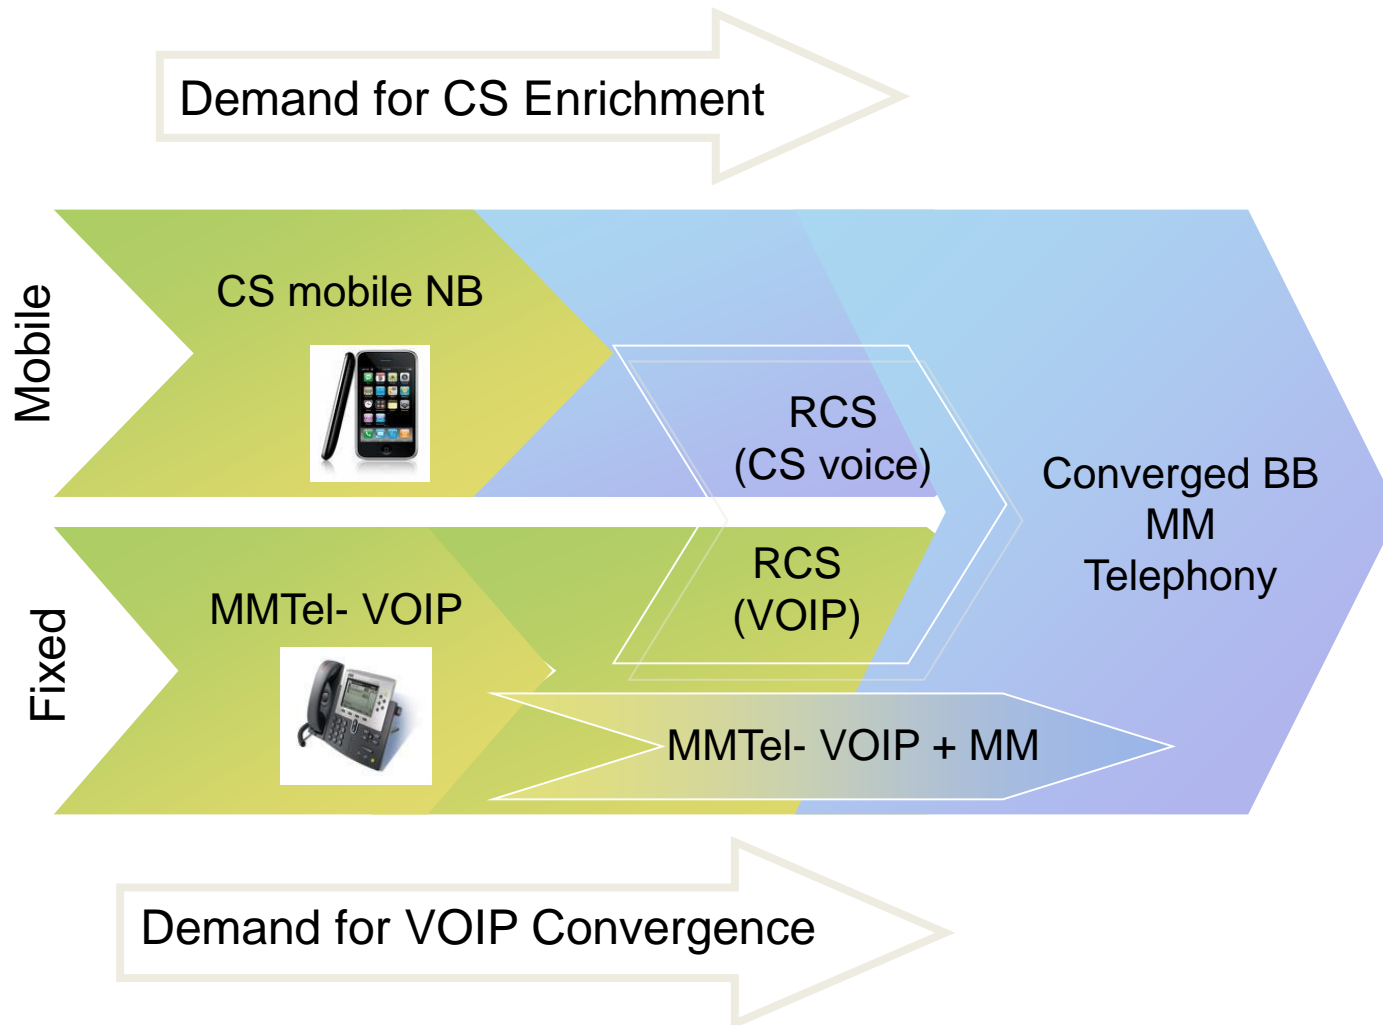 Demand for CS Enrichment
Mobile
CS mobile NB
RCS
(CS voice)
Converged BB
MM
Telephony
Fixed
MMTel- VOIP
RCS
(VOIP)
MMTel- VOIP + MM
Demand for VOIP Convergence